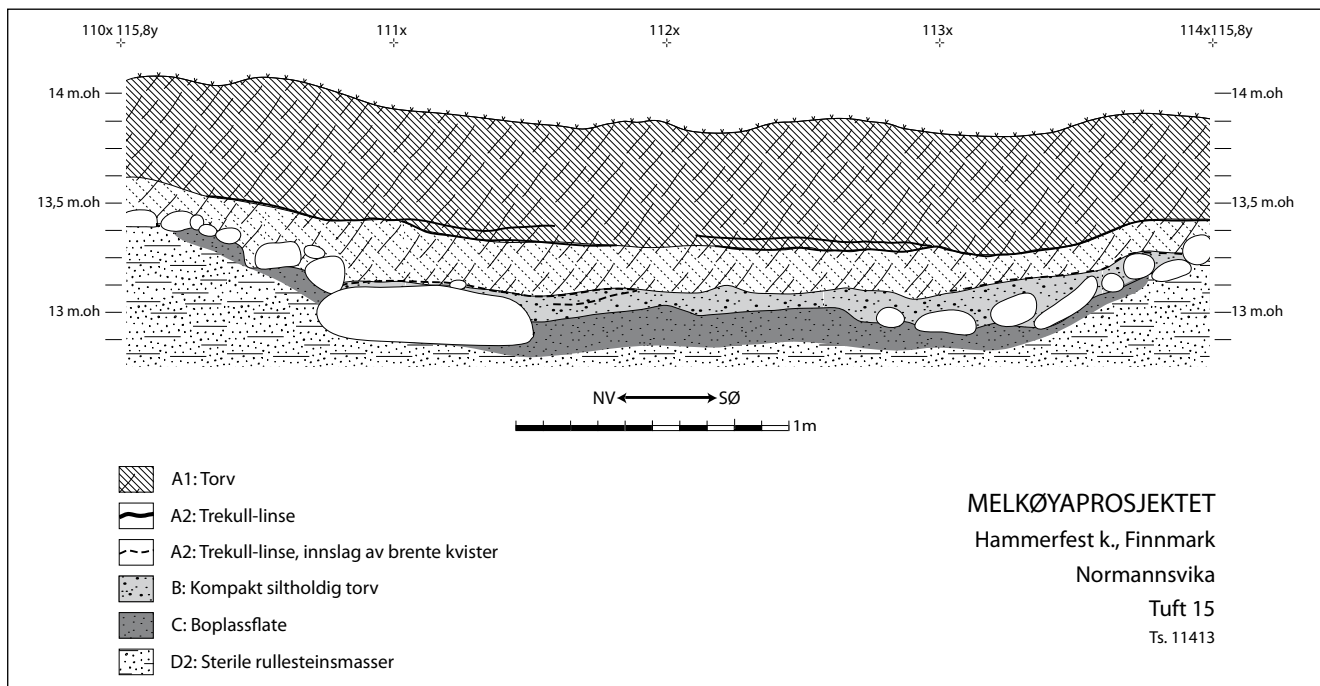 110x 115,8y 111x 112x 113x 114x115,8y
14 m.oh 14 m.oh
13,5 m.oh 13,5 m.oh
13 m.oh 13 m.oh
NV SØ
1m
A1: Torv
A2: Trekull-linse
A2: Trekull-linse, innslag av brente kvister
B: Kompakt siltholdig torv
C: Boplassflate
D2: Sterile rullesteinsmasser
MELKØYAPROSJEKTET
Hammerfest k., Finnmark
Normannsvika
Tuft 15
Ts. 11413